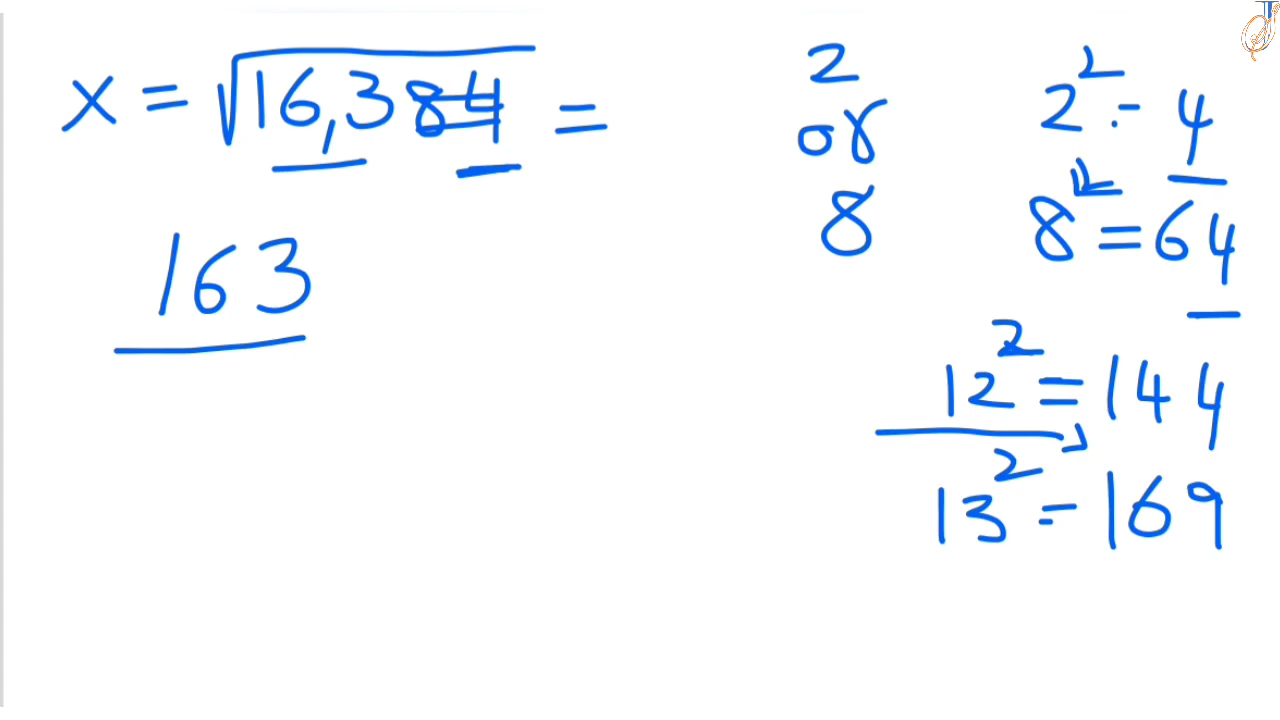 x = √16,384 =
163
2
or
8
2² = 4
8² = 64
12² = 144
13² = 169